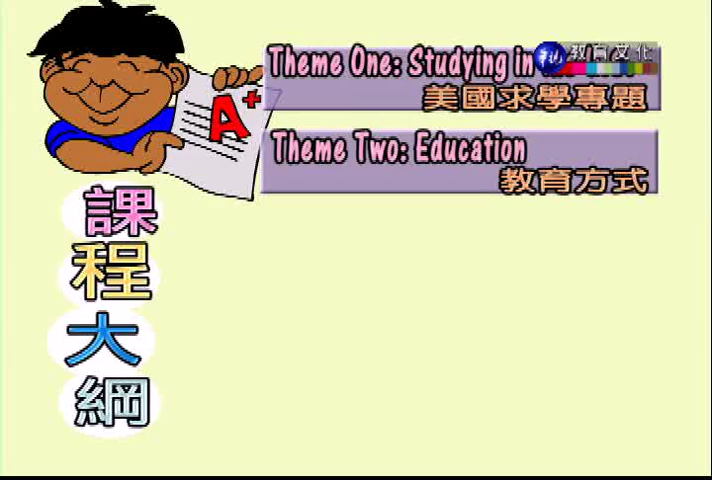 Theme One: Studying in
教育文化
美國求學專題
Theme Two: Education
教育方式
A+
課程大綱